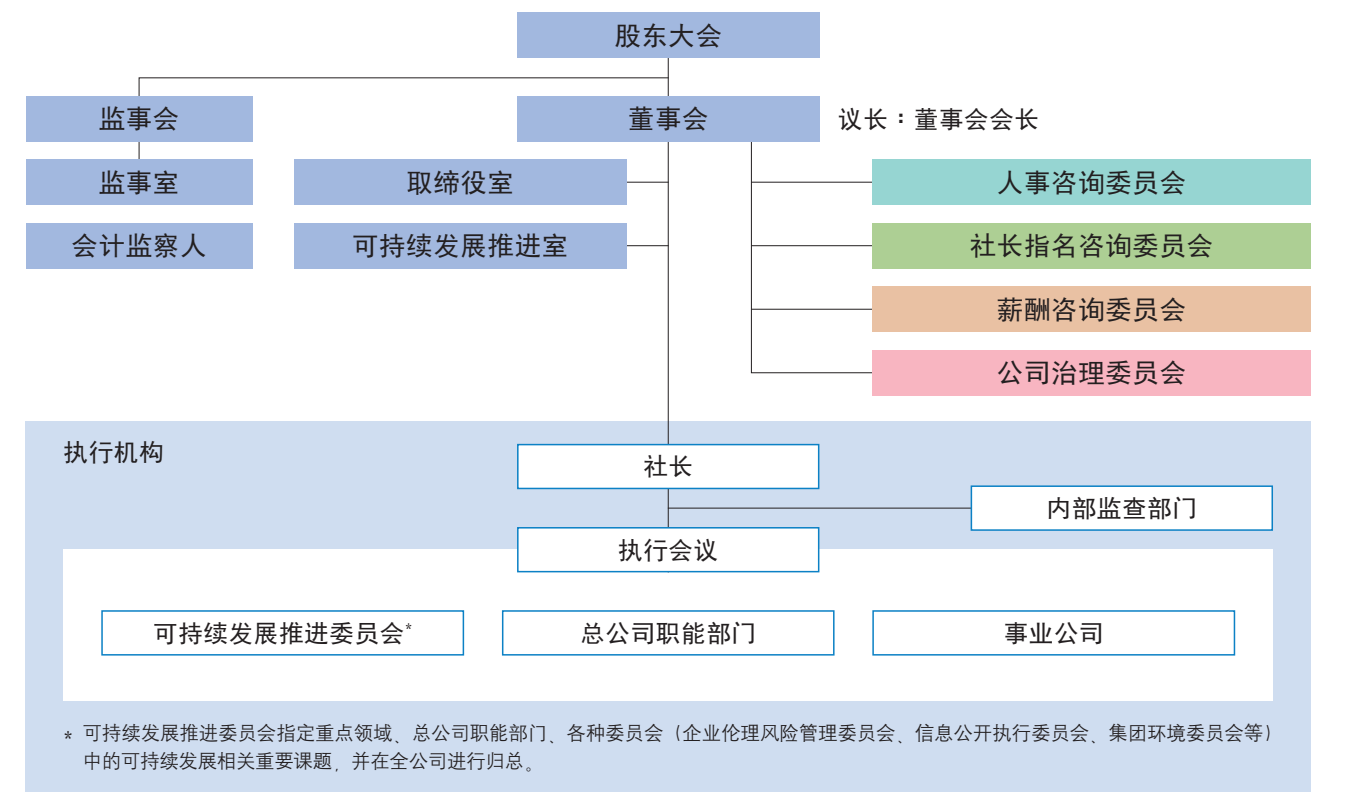 股东大会
监事会
董事会
议长：董事会会长
监事室
取缔役室
人事咨询委员会
会计监察人
可持续发展推进室
社长指名咨询委员会
薪酬咨询委员会
公司治理委员会
执行机构
社长
内部监查部门
执行会议
可持续发展推进委员会*
总公司职能部门
事业公司
* 可持续发展推进委员会指定重点领域、总公司职能部门、各种委员会（企业伦理风险管理委员会、信息公开执行委员会、集团环境委员会等）
中的可持续发展相关重要课题，并在全公司进行归总。